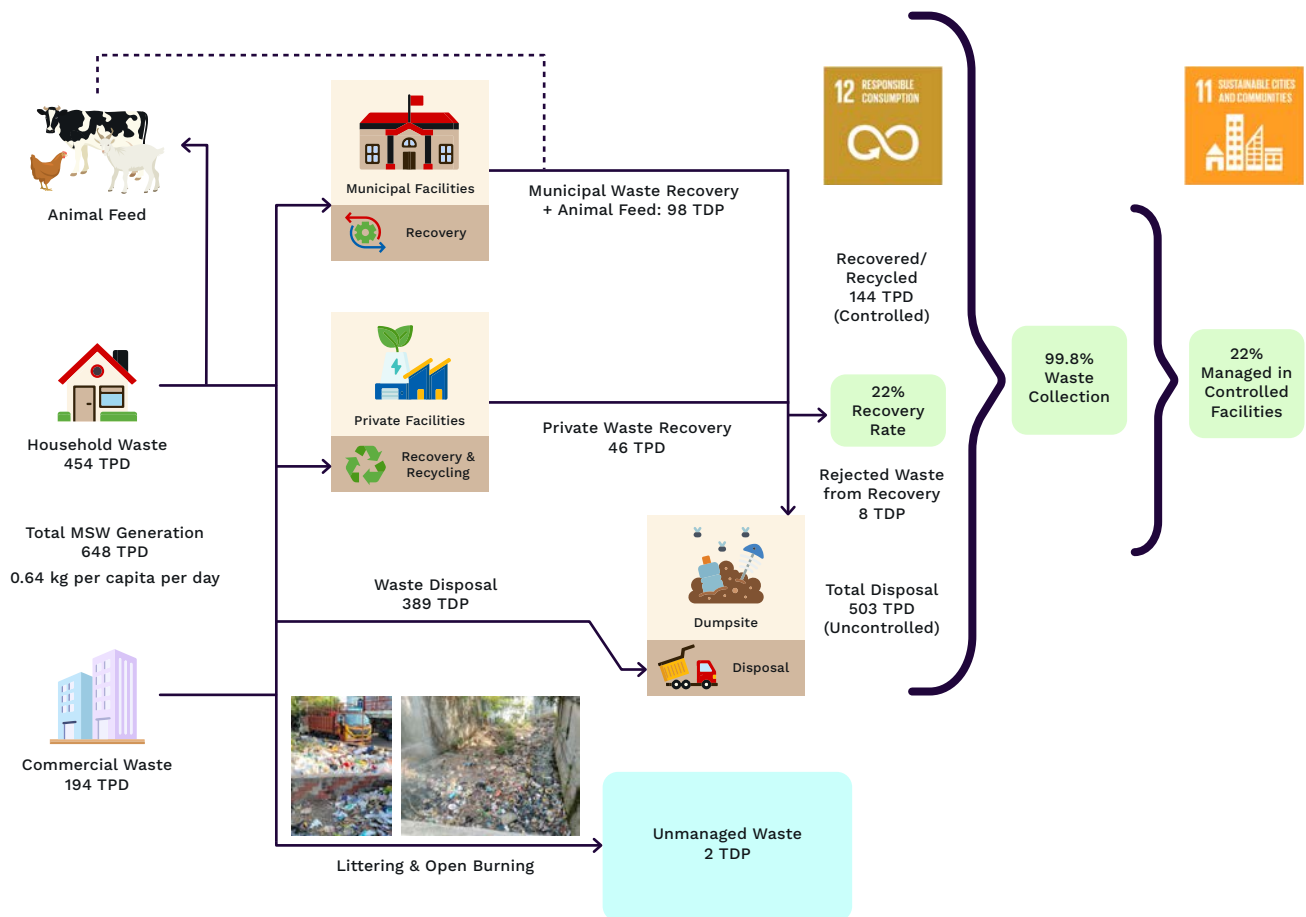 12 RESPONSIBLE
CONSUMPTION
11 SUSTAINABLE CITIES
AND COMMUNITIES
Animal Feed
Municipal Facilities
Recovery
Municipal Waste Recovery
+ Animal Feed: 98 TDP
Recovered/
Recycled
144 TPD
(Controlled)
Private Facilities
Recovery &
Recycling
Private Waste Recovery
46 TPD
22%
Recovery
Rate
99.8%
Waste
Collection
22%
Managed in
Controlled
Facilities
Household Waste
454 TPD
Rejected Waste
from Recovery
8 TDP
Total MSW Generation
648 TPD
0.64 kg per capita per day
Waste Disposal
389 TDP
Dumpsite
Disposal
Total Disposal
503 TPD
(Uncontrolled)
Commercial Waste
194 TPD
Littering & Open Burning
Unmanaged Waste
2 TDP